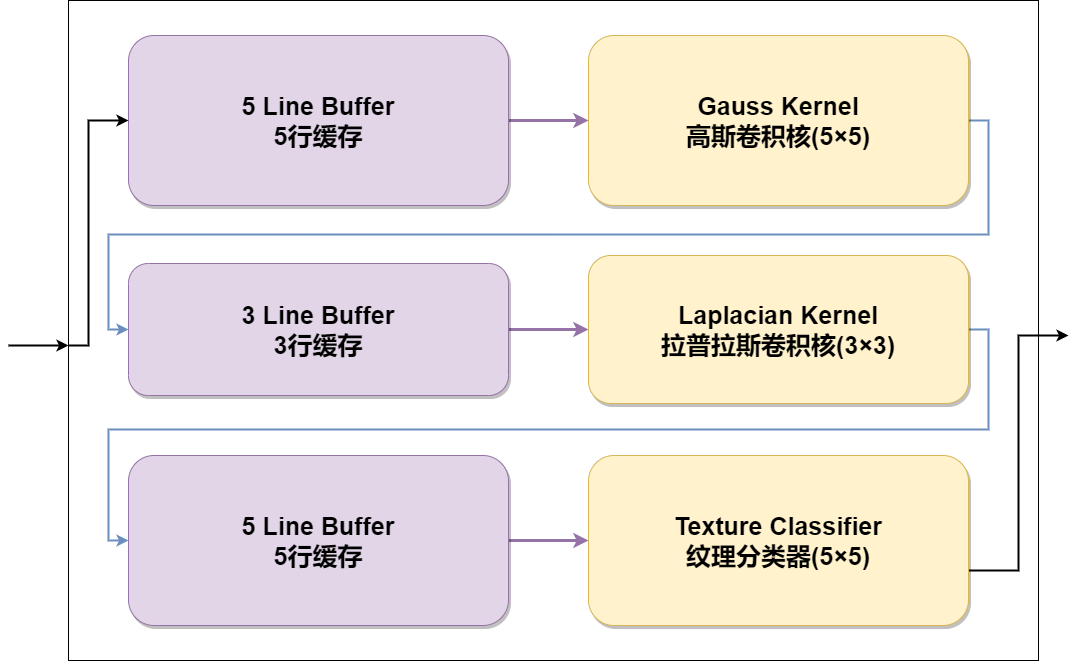 5 Line Buffer
5行缓存
Gauss Kernel
高斯卷积核(5×5)
3 Line Buffer
3行缓存
Laplacian Kernel
拉普拉斯卷积核(3×3)
5 Line Buffer
5行缓存
Texture Classifier
纹理分类器(5×5)